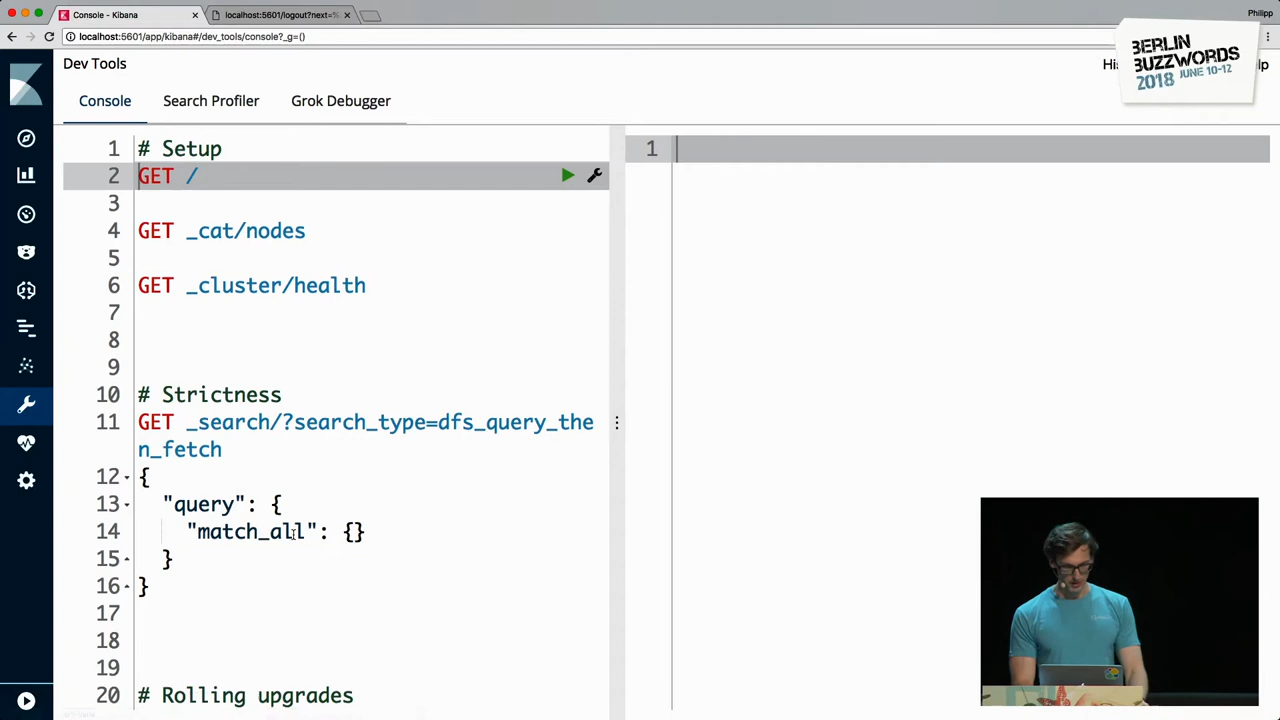 Console - Kibana
localhost:5601/logout?next=%
Philipp
localhost:5601/app/kibana#/dev_tools/console?_g=()
Dev Tools
BERLIN
BUZZWORDS
2018 JUNE 10-12
Console
Search Profiler
Grok Debugger
1 # Setup
2 GET /
3
4 GET _cat/nodes
5
6 GET _cluster/health
7
8
9
10 # Strictness
11 GET _search/?search_type=dfs_query_the
n_fetch
12 {
13 "query": {
14 "match_all": {}
15 }
16 }
17
18
19
20 # Rolling upgrades
1